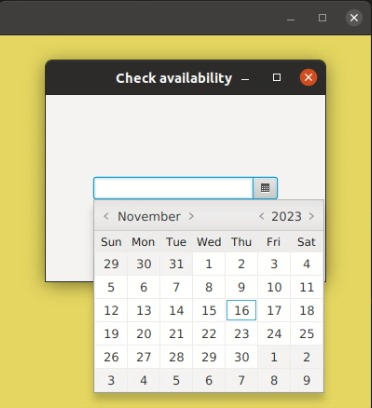 Check availability
November 2023
Sun Mon Tue Wed Thu Fri Sat
29 30 31 1 2 3 4
5 6 7 8 9 10 11
12 13 14 15 16 17 18
19 20 21 22 23 24 25
26 27 28 29 30 1 2
3 4 5 6 7 8 9